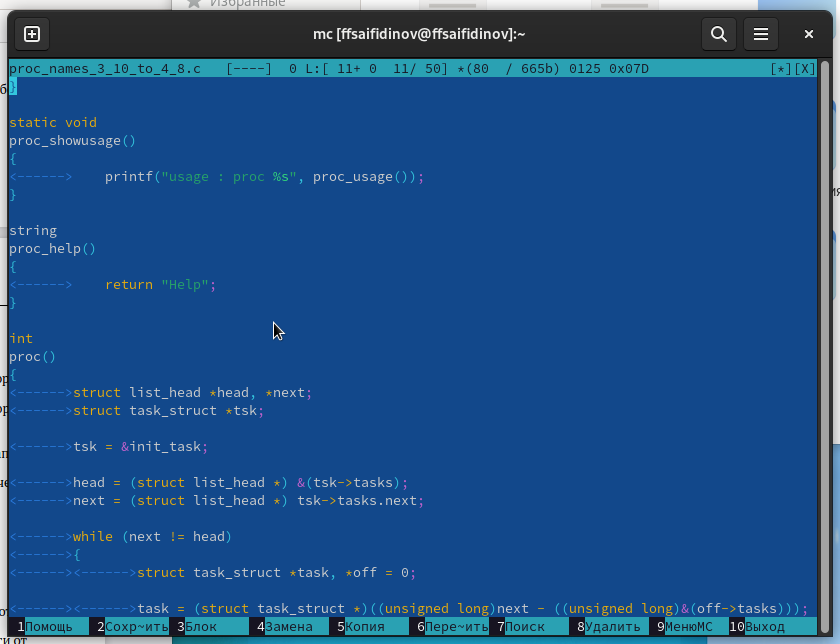 Избранные
mc [ffsaifidinov@ffsaifidinov]:~
proc_names_3_10_to_4_8.c   [----]  0 L:[ 11+ 0  11/ 50] *(80  / 665b) 0125 0x07D               [*][X]
}
static void
proc_showusage()
{
<------>    printf("usage : proc %s", proc_usage());
}
string
proc_help()
{
<------>    return "Help";
}
int
proc()
{
<------>struct list_head *head, *next;
<------>struct task_struct *tsk;
<------>tsk = &init_task;
<------>head = (struct list_head *) &(tsk->tasks);
<------>next = (struct list_head *) tsk->tasks.next;
<------>while (next != head)
<------>{
<------><------>struct task_struct *task, *off = 0;
<------><------>task = (struct task_struct *)((unsigned long)next - ((unsigned long)&(off->tasks)));
1Помощь 2Сохр~ить 3Блок 4Замена 5Копия 6Пере~ить 7Поиск 8Удалить 9МенюMC 10Выход